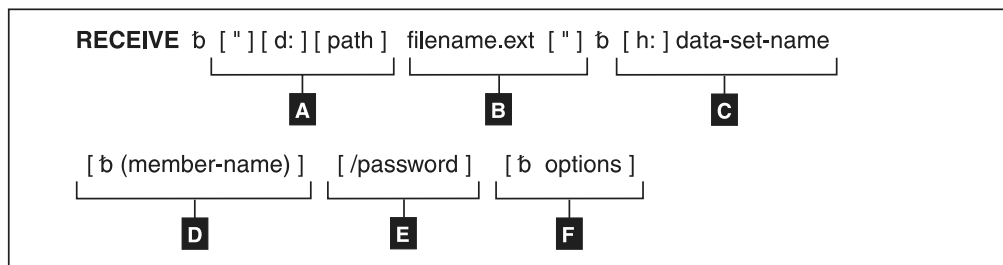 RECEIVE ƀ [ " ] [ d: ] [ path ] filename.ext [ " ] ƀ [ h: ] data-set-name
A B C
[ ƀ (member-name) ] [ /password ] [ ƀ options ]
D E F